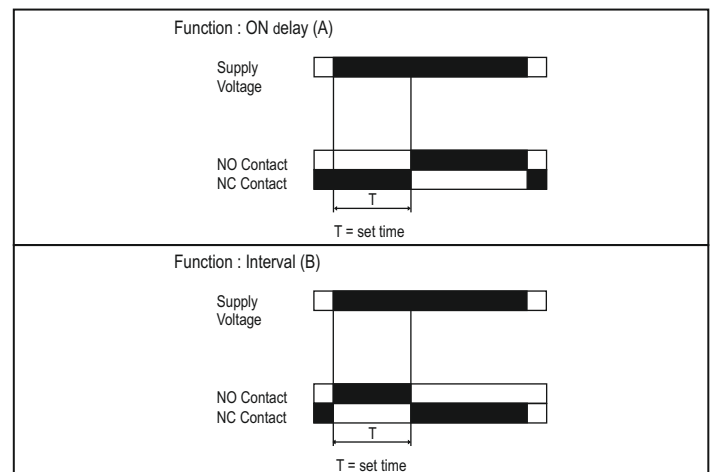 Function : ON delay (A)
Supply
Voltage
NO Contact
NC Contact
T
T = set time
Function : Interval (B)
Supply
Voltage
NO Contact
NC Contact
T
T = set time